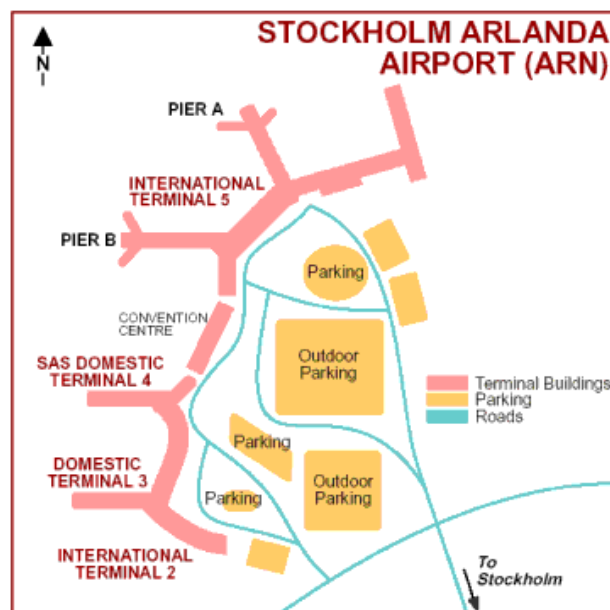 STOCKHOLM ARLANDA
AIRPORT (ARN)
N
PIER A
INTERNATIONAL
TERMINAL 5
PIER B
Parking
CONVENTION
CENTRE
SAS DOMESTIC
TERMINAL 4
Outdoor
Parking
Terminal Buildings
Parking
Roads
Parking
DOMESTIC
TERMINAL 3
Outdoor
Parking
Parking
INTERNATIONAL
TERMINAL 2
To
Stockholm